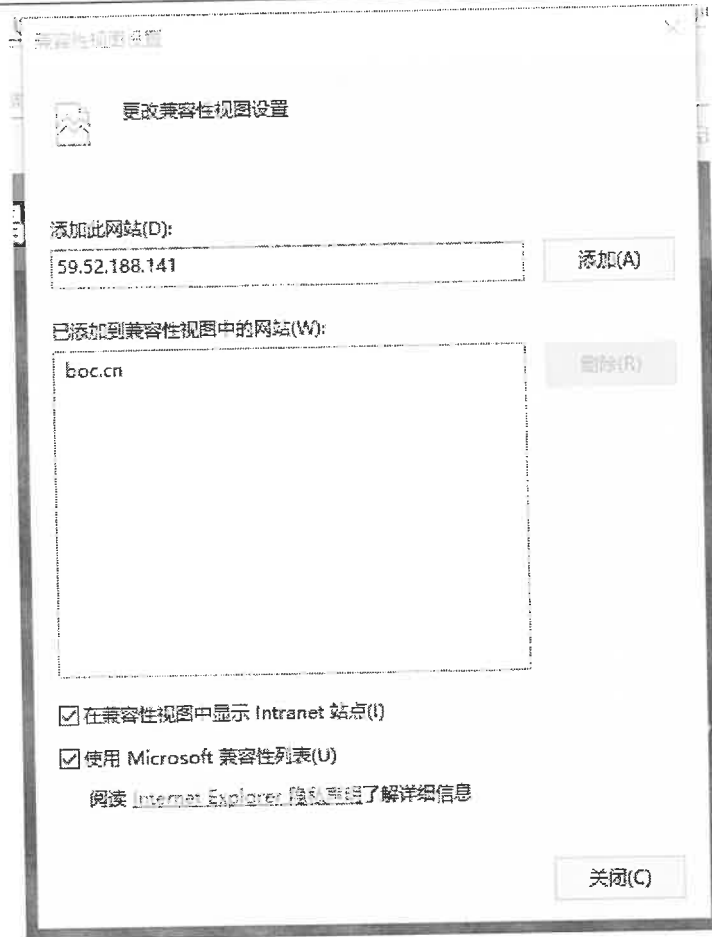 兼容性视图设置
更改兼容性视图设置
添加此网站(D):
59.52.188.141
添加(A)
已添加到兼容性视图中的网站(W):
boc.cn
删除(R)
在兼容性视图中显示 Intranet 站点(I)
使用 Microsoft 兼容性列表(U)
阅读 Internet Explorer 隐私声明了解详细信息
关闭(C)